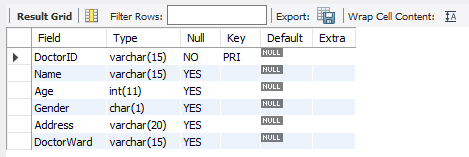 Result Grid Filter Rows: Export: Wrap Cell Content: IA
Field Type Null Key Default Extra
DoctorID varchar(15) NO PRI NULL
Name varchar(15) YES NULL
Age int(11) YES NULL
Gender char(1) YES NULL
Address varchar(20) YES NULL
DoctorWard varchar(15) YES NULL